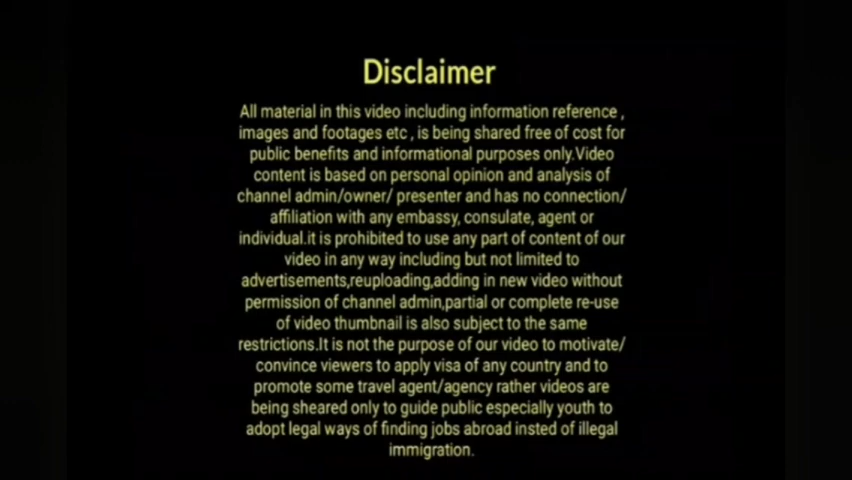 Disclaimer
All material in this video including information reference ,
images and footages etc , is being shared free of cost for
public benefits and informational purposes only.Video
content is based on personal opinion and analysis of
channel admin/owner/ presenter and has no connection/
affiliation with any embassy, consulate, agent or
individual.it is prohibited to use any part of content of our
video in any way including but not limited to
advertisements,reuploading,adding in new video without
permission of channel admin,partial or complete re-use
of video thumbnail is also subject to the same
restrictions.It is not the purpose of our video to motivate/
convince viewers to apply visa of any country and to
promote some travel agent/agency rather videos are
being sheared only to guide public especially youth to
adopt legal ways of finding jobs abroad insted of illegal
immigration.